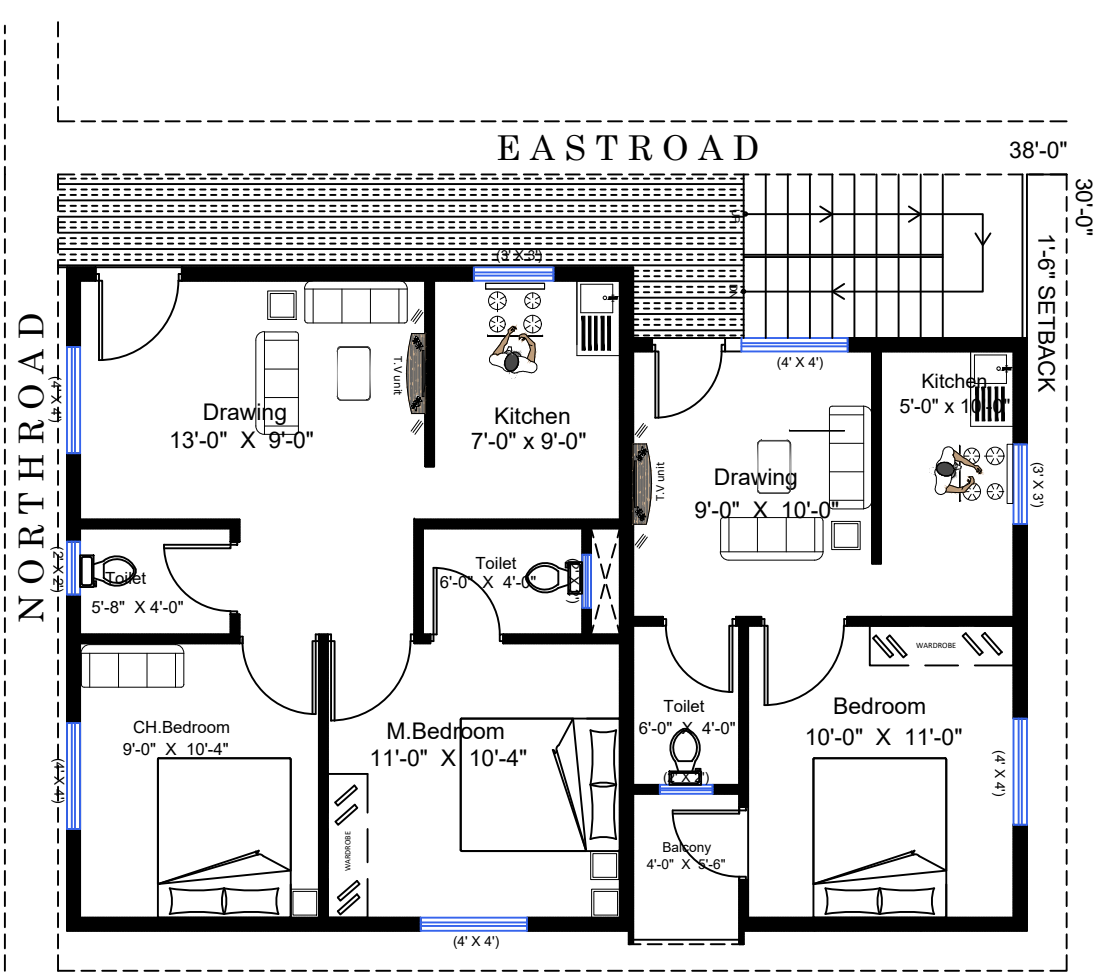 EASTROAD
38'-0"
30'-0"
1'-6" SETBACK
NORTHROAD
UP
DN
(3' X 3')
(4' X 4')
T.V unit
Drawing
13'-0" X 9'-0"
Kitchen
7'-0" x 9'-0"
(4' X 4')
Kitchen
5'-0" x 10'-0"
T.V unit
Drawing
9'-0" X 10'-0"
(3' X 3')
(2' X 2')
Toilet
5'-8" X 4'-0"
Toilet
6'-0" X 4'-0"
WARDROBE
CH.Bedroom
9'-0" X 10'-4"
M.Bedroom
11'-0" X 10'-4"
Toilet
6'-0" X 4'-0"
Bedroom
10'-0" X 11'-0"
(4' X 4')
(4' X 4')
WARDROBE
Balcony
4'-0" X 5'-6"
(4' X 4')